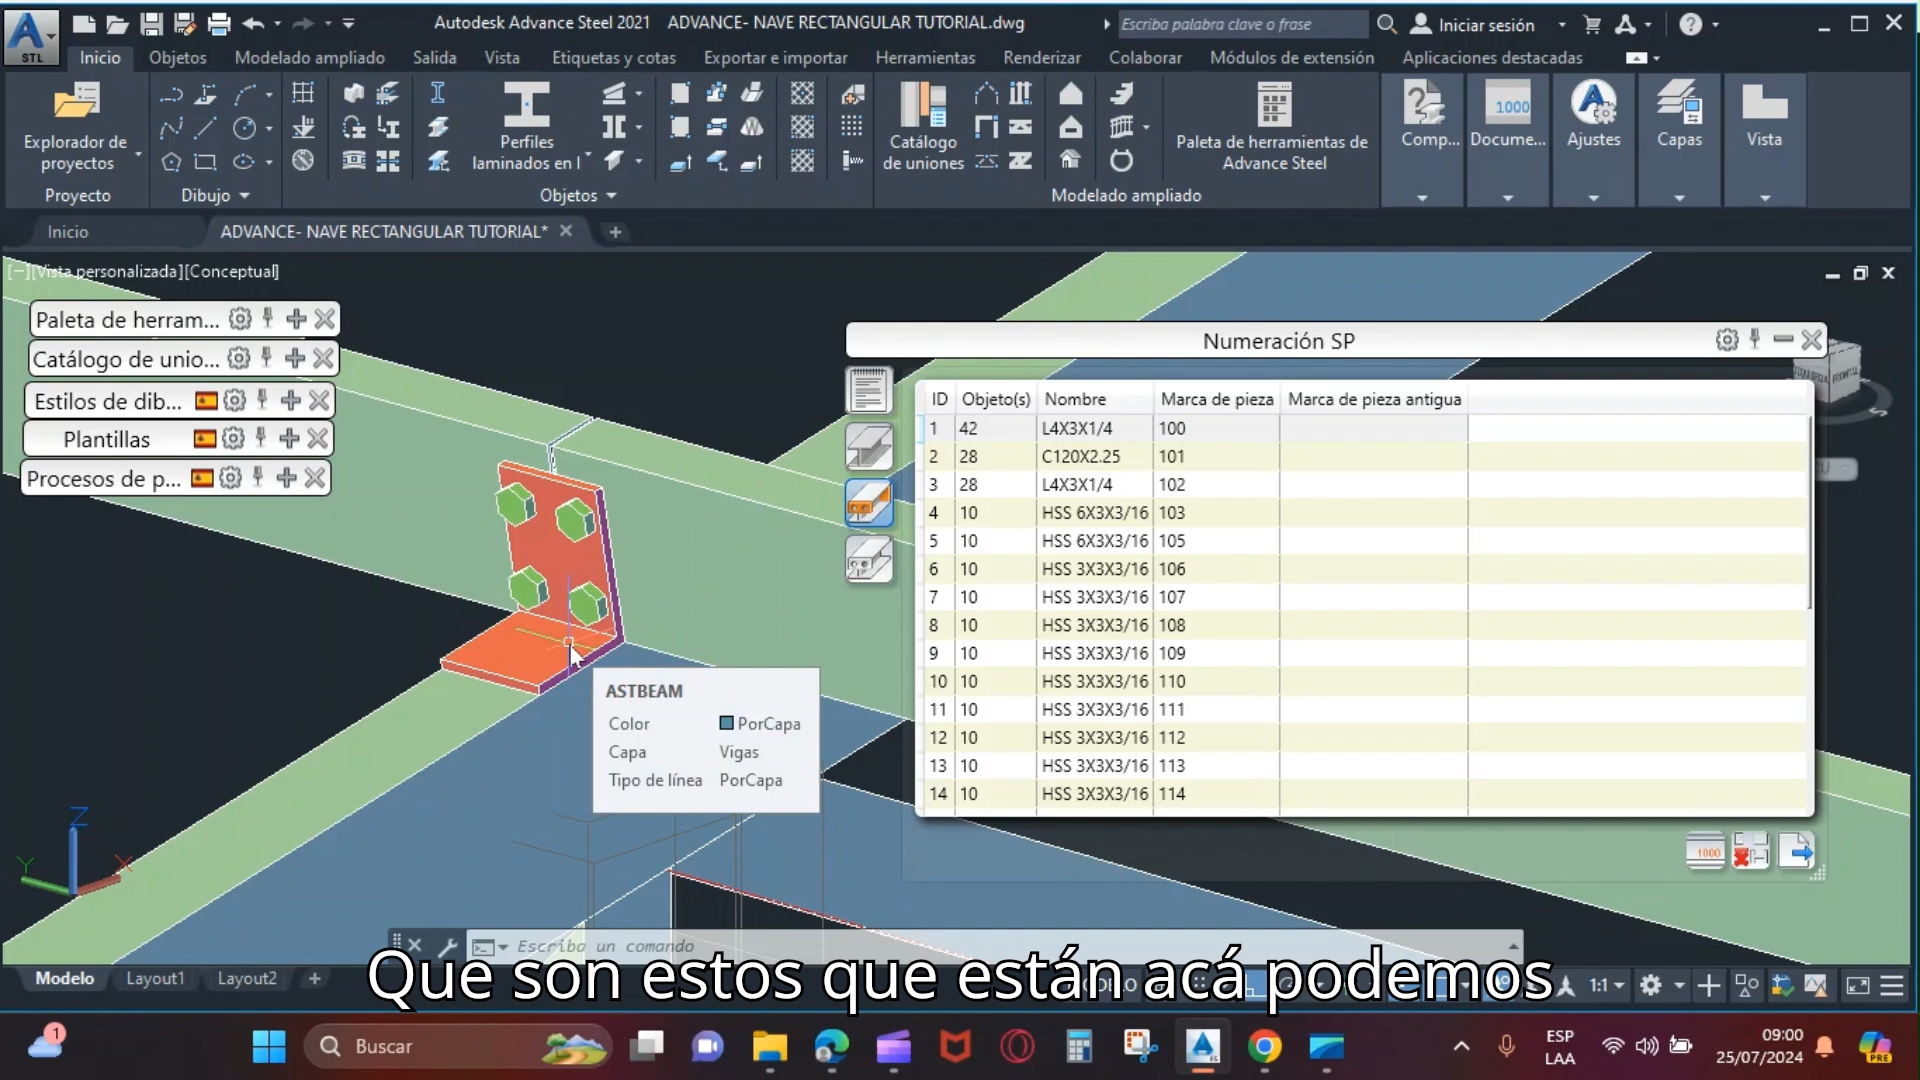 Autodesk Advance Steel 2021 ADVANCE- NAVE RECTANGULAR TUTORIAL.dwg
Escriba palabra clave o frase
Iniciar sesión
STL
Inicio Objetos Modelado ampliado Salida Vista Etiquetas y cotas Exportar e importar Herramientas Renderizar Colaborar Módulos de extensión Aplicaciones destacadas
Explorador de
proyectos
Perfiles
laminados en I
Catálogo
de uniones
Paleta de herramientas de
Advance Steel
1000
Comp... Docume... Ajustes Capas Vista
Proyecto Dibujo Objetos Modelado ampliado
Inicio ADVANCE- NAVE RECTANGULAR TUTORIAL*
[−][Vista personalizada][Conceptual]
Paleta de herram...
Catálogo de unio...
Estilos de dib...
Plantillas
Procesos de p...
Numeración SP
ID Objeto(s) Nombre Marca de pieza Marca de pieza antigua
1 42 L4X3X1/4 100
2 28 C120X2.25 101
3 28 L4X3X1/4 102
4 10 HSS 6X3X3/16 103
5 10 HSS 6X3X3/16 105
6 10 HSS 3X3X3/16 106
7 10 HSS 3X3X3/16 107
8 10 HSS 3X3X3/16 108
9 10 HSS 3X3X3/16 109
10 10 HSS 3X3X3/16 110
11 10 HSS 3X3X3/16 111
12 10 HSS 3X3X3/16 112
13 10 HSS 3X3X3/16 113
14 10 HSS 3X3X3/16 114
1000
ASTBEAM
Color PorCapa
Capa Vigas
Tipo de línea PorCapa
Z
Y
X
Escriba un comando
Que son estos que están acá podemos
Modelo Layout1 Layout2
1:1
1
Buscar
ESP
LAA
09:00
25/07/2024
PRE